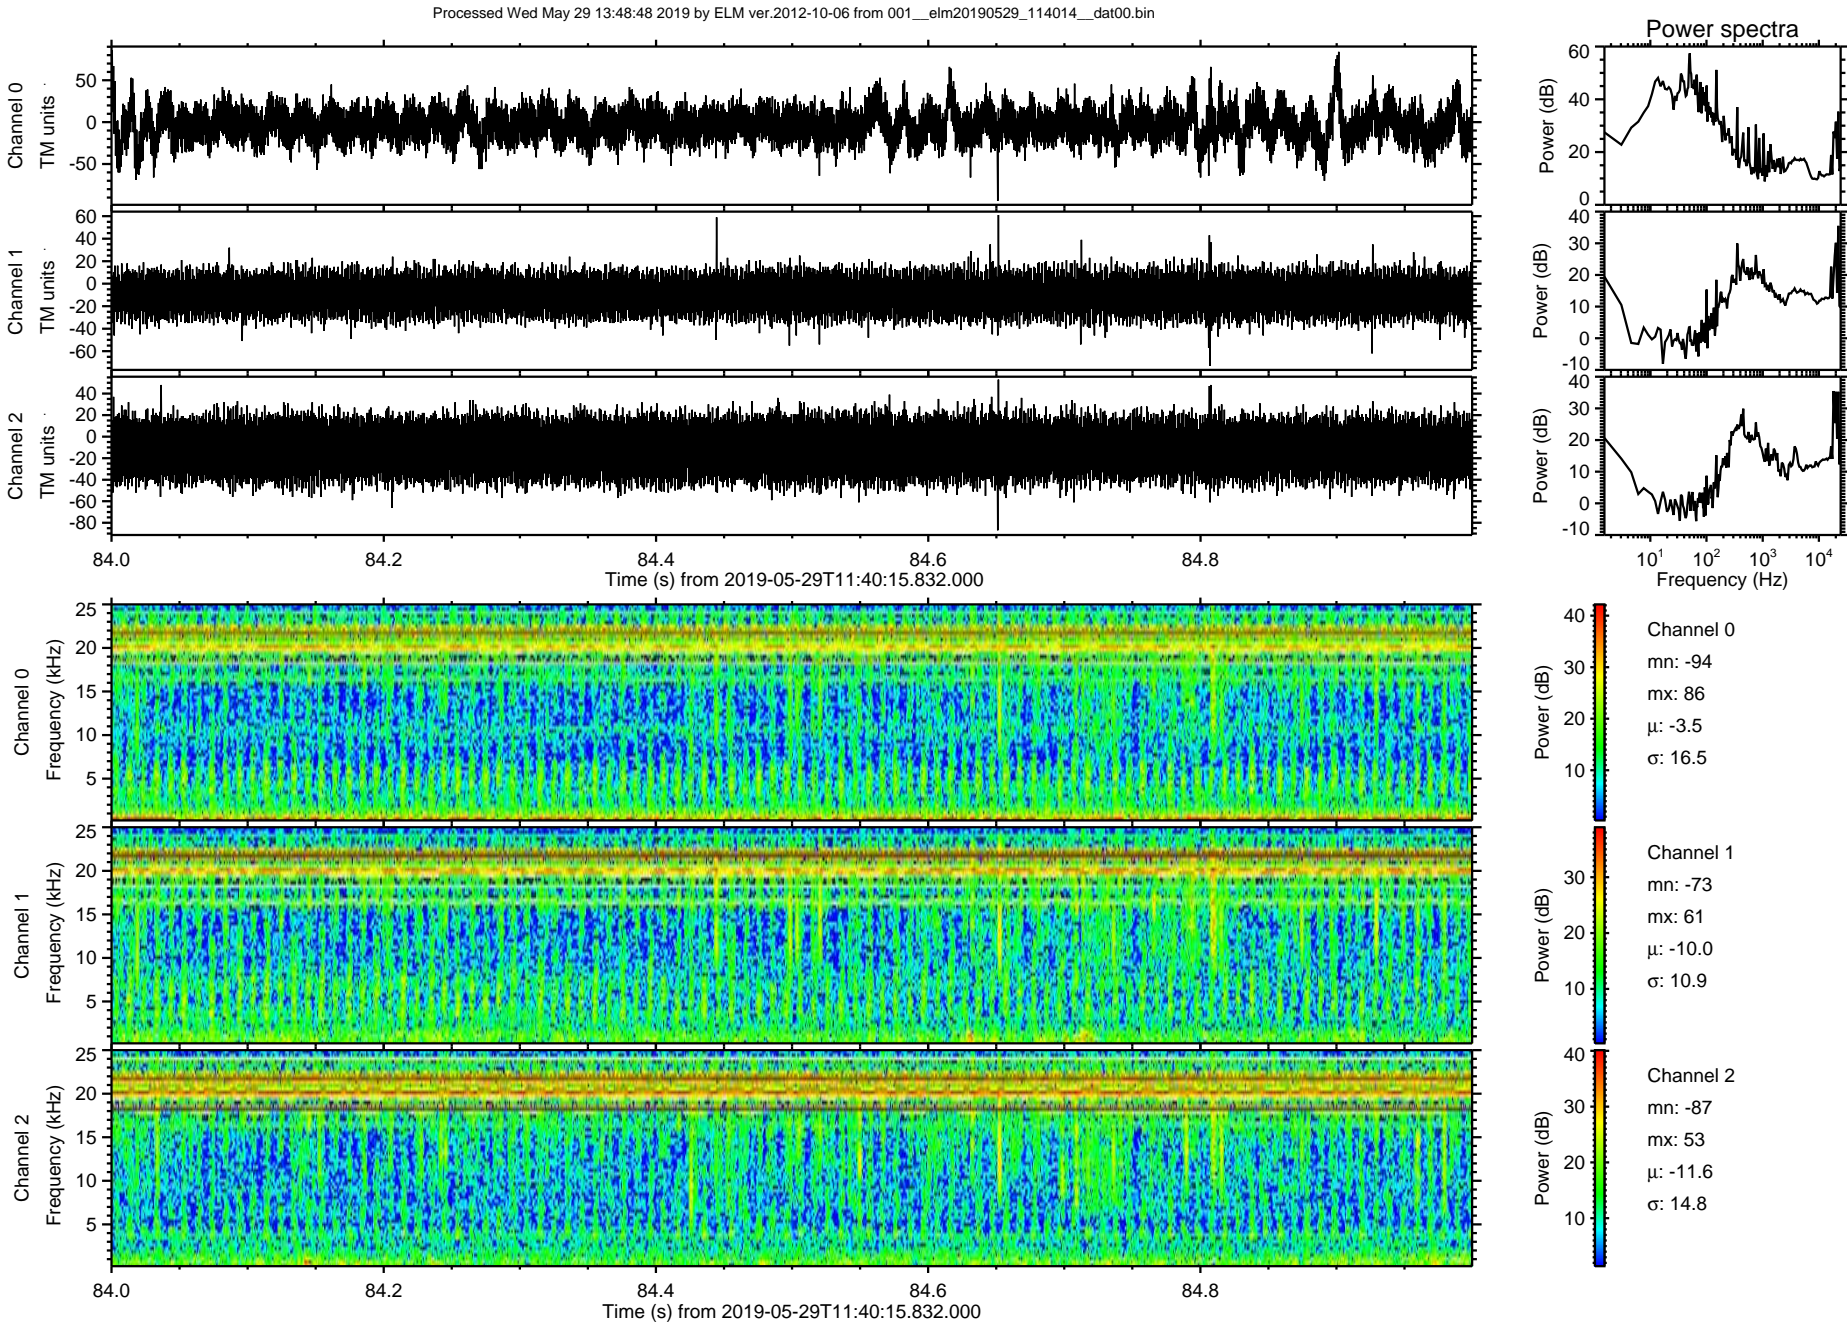 Processed Wed May 29 13:48:48 2019 by ELM ver.2012-10-06 from 001__elm20190529_114014__dat00.bin
Power spectra
Channel 0
TM units
50
0
-50
Power (dB)
60
40
20
0
Channel 1
TM units
60
40
20
0
-20
-40
-60
Power (dB)
40
30
20
10
0
-10
Channel 2
TM units
40
20
0
-20
-40
-60
-80
Power (dB)
40
30
20
10
0
-10
84.0 84.2 84.4 84.6 84.8
Time (s) from 2019-05-29T11:40:15.832.000
10^1 10^2 10^3 10^4
Frequency (Hz)
Channel 0
Frequency (kHz)
25
20
15
10
5
Power (dB)
40
30
20
10
Channel 0
mn: -94
mx: 86
μ: -3.5
σ: 16.5
Channel 1
Frequency (kHz)
25
20
15
10
5
Power (dB)
30
20
10
Channel 1
mn: -73
mx: 61
μ: -10.0
σ: 10.9
Channel 2
Frequency (kHz)
25
20
15
10
5
Power (dB)
40
30
20
10
Channel 2
mn: -87
mx: 53
μ: -11.6
σ: 14.8
84.0 84.2 84.4 84.6 84.8
Time (s) from 2019-05-29T11:40:15.832.000